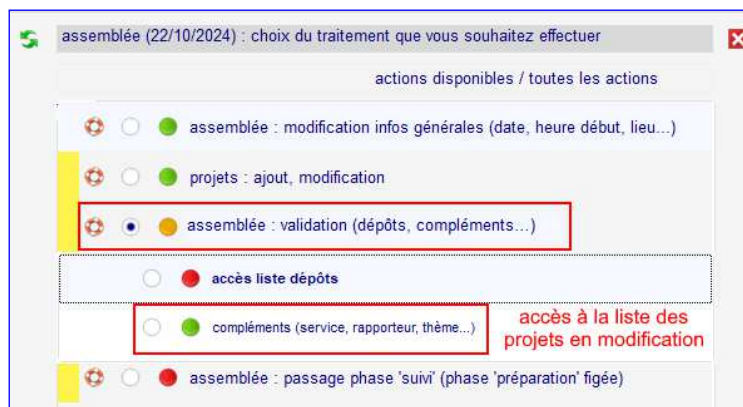 assemblée (22/10/2024) : choix du traitement que vous souhaitez effectuer
actions disponibles / toutes les actions
assemblée : modification infos générales (date, heure début, lieu...)
projets : ajout, modification
assemblée : validation (dépôts, compléments...)
accès liste dépôts
compléments (service, rapporteur, thème...)
accès à la liste des
projets en modification
assemblée : passage phase 'suivi' (phase 'préparation' figée)